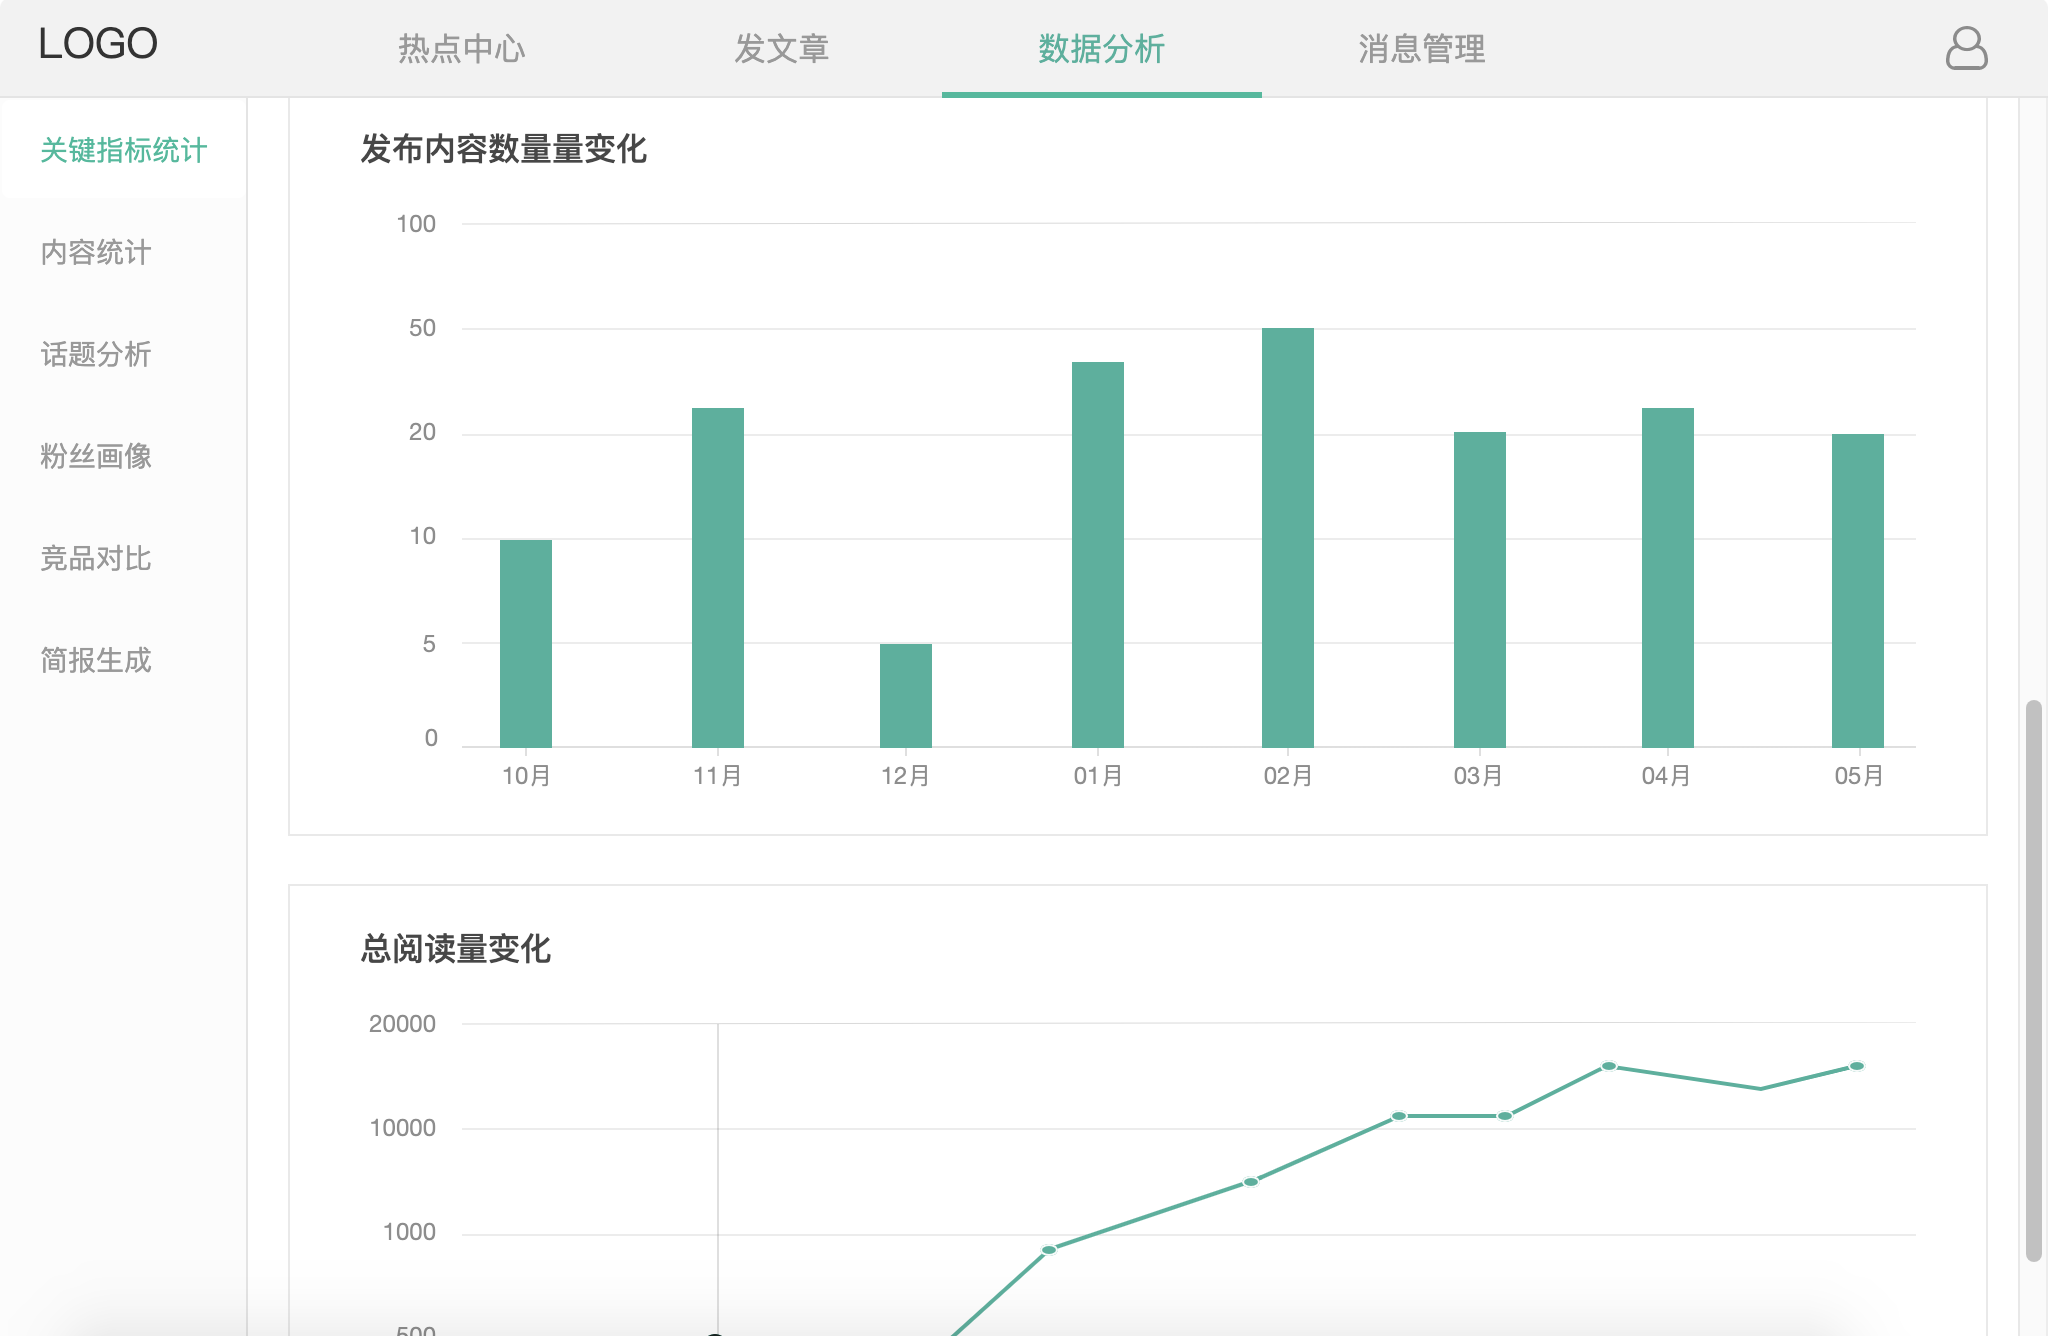 LOGO
热点中心
发文章
数据分析
消息管理
关键指标统计
内容统计
话题分析
粉丝画像
竞品对比
简报生成
发布内容数量量变化
100
50
20
10
5
0
10月
11月
12月
01月
02月
03月
04月
05月
总阅读量变化
20000
10000
1000
500